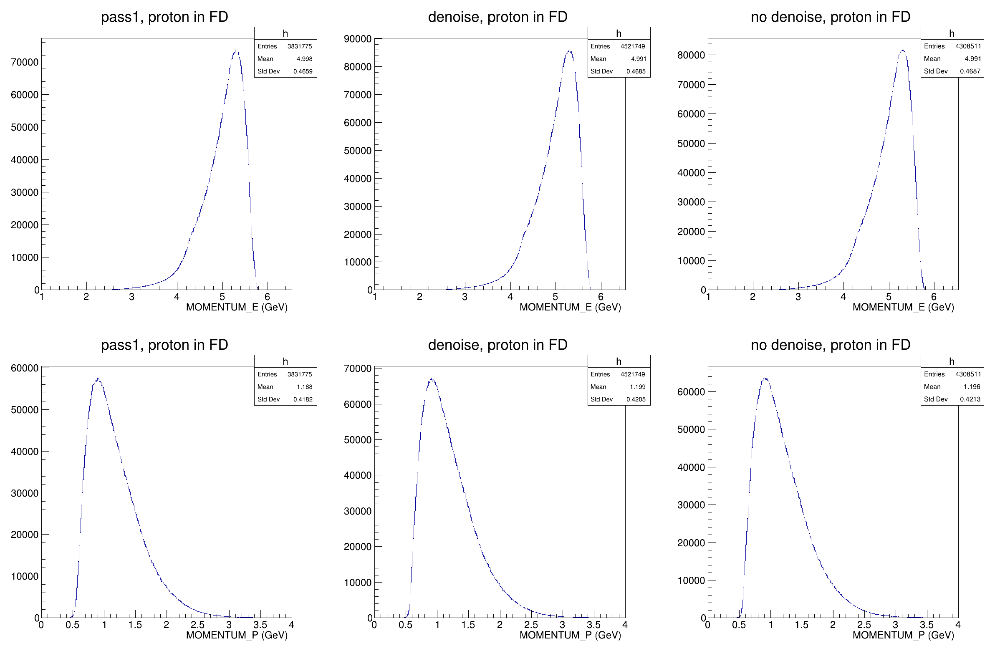 pass1, proton in FD
h
Entries 3831775
Mean 4.998
Std Dev 0.4659
70000
60000
50000
40000
30000
20000
10000
0
1 2 3 4 5 6
MOMENTUM_E (GeV)
denoise, proton in FD
h
Entries 4521749
Mean 4.991
Std Dev 0.4685
90000
80000
70000
60000
50000
40000
30000
20000
10000
0
1 2 3 4 5 6
MOMENTUM_E (GeV)
no denoise, proton in FD
h
Entries 4308511
Mean 4.991
Std Dev 0.4687
80000
70000
60000
50000
40000
30000
20000
10000
0
1 2 3 4 5 6
MOMENTUM_E (GeV)
pass1, proton in FD
h
Entries 3831775
Mean 1.188
Std Dev 0.4182
60000
50000
40000
30000
20000
10000
0
0 0.5 1 1.5 2 2.5 3 3.5 4
MOMENTUM_P (GeV)
denoise, proton in FD
h
Entries 4521749
Mean 1.199
Std Dev 0.4205
70000
60000
50000
40000
30000
20000
10000
0
0 0.5 1 1.5 2 2.5 3 3.5 4
MOMENTUM_P (GeV)
no denoise, proton in FD
h
Entries 4308511
Mean 1.196
Std Dev 0.4213
60000
50000
40000
30000
20000
10000
0
0 0.5 1 1.5 2 2.5 3 3.5 4
MOMENTUM_P (GeV)